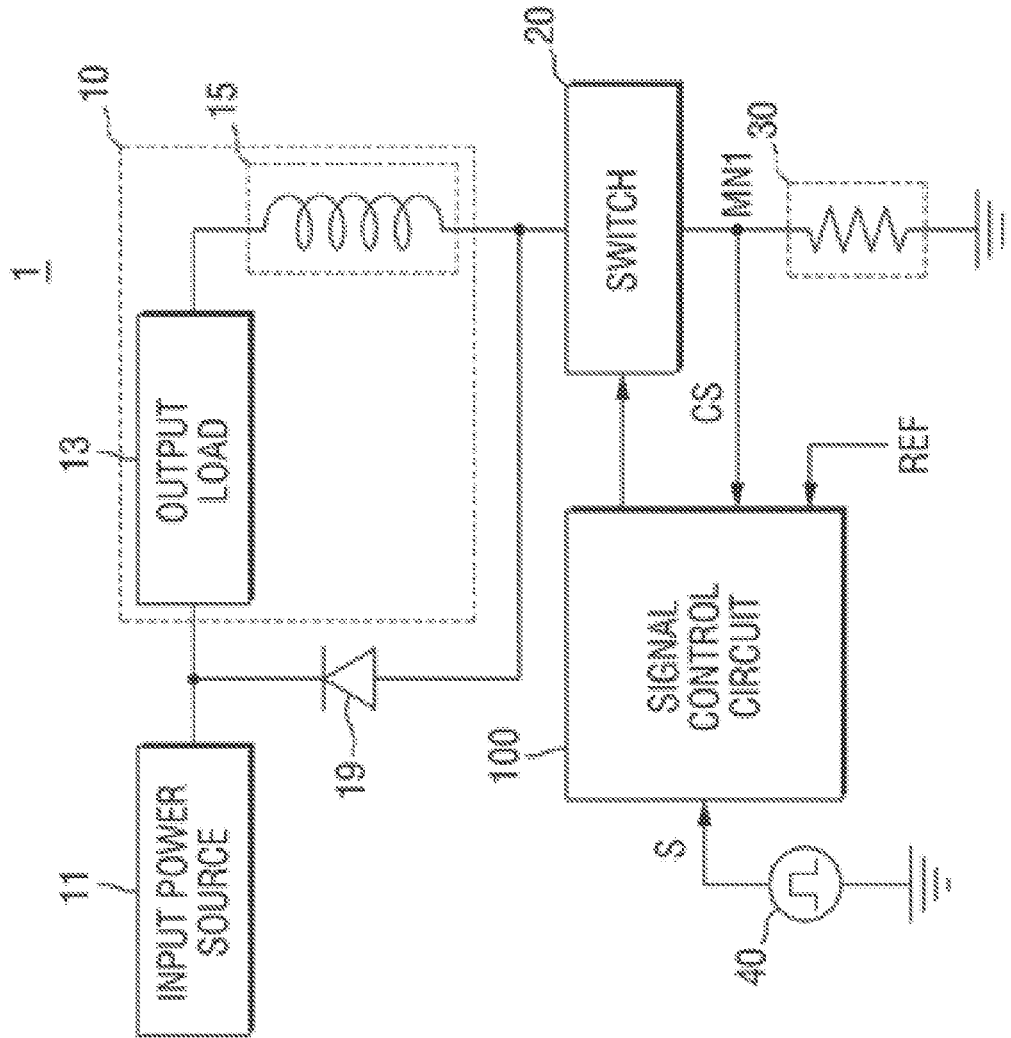 1
10
15
13
OUTPUT
LOAD
11
INPUT POWER
SOURCE
19
20
SWITCH
MN1
30
CS
REF
100
SIGNAL
CONTROL
CIRCUIT
S
40